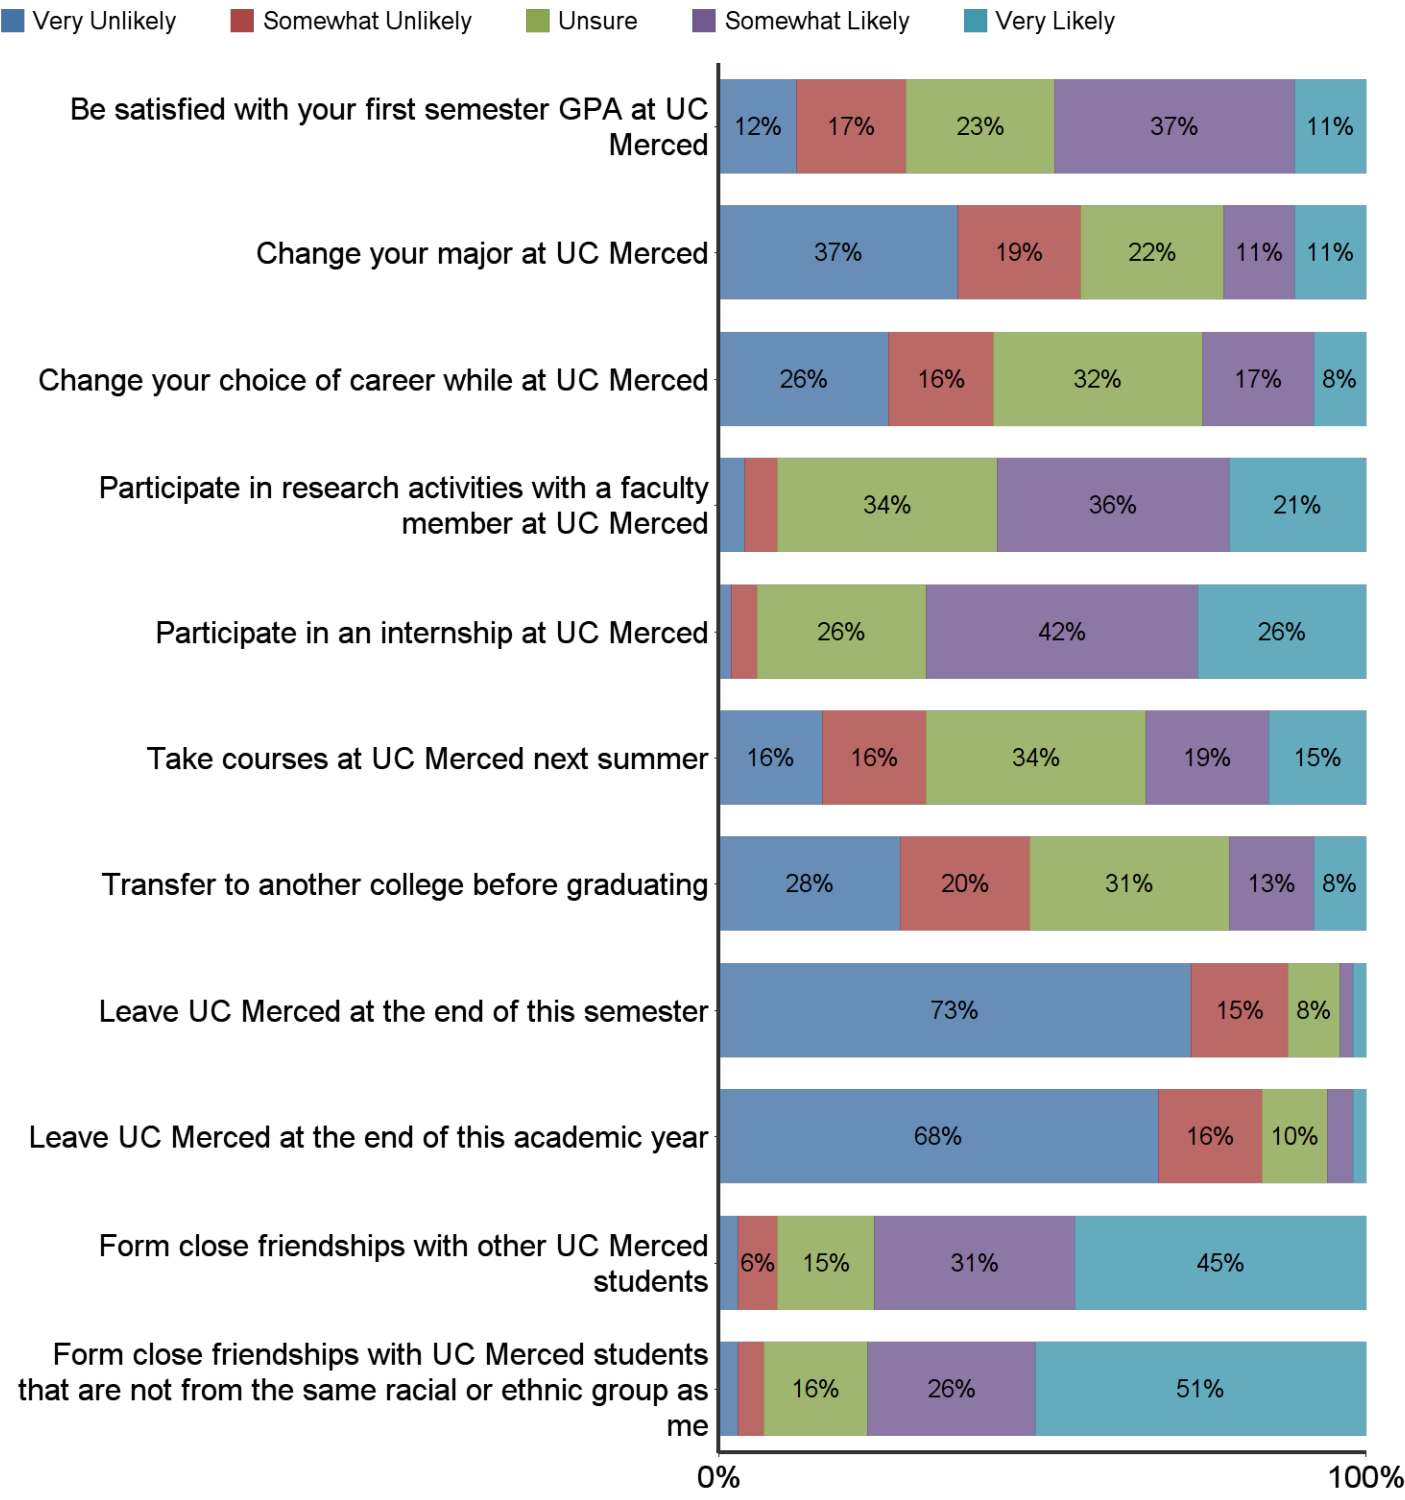 Very Unlikely Somewhat Unlikely Unsure Somewhat Likely Very Likely
Be satisfied with your first semester GPA at UC
Merced
12% 17% 23% 37% 11%
Change your major at UC Merced
37% 19% 22% 11% 11%
Change your choice of career while at UC Merced
26% 16% 32% 17% 8%
Participate in research activities with a faculty
member at UC Merced
34% 36% 21%
Participate in an internship at UC Merced
26% 42% 26%
Take courses at UC Merced next summer
16% 16% 34% 19% 15%
Transfer to another college before graduating
28% 20% 31% 13% 8%
Leave UC Merced at the end of this semester
73% 15% 8%
Leave UC Merced at the end of this academic year
68% 16% 10%
Form close friendships with other UC Merced
students
6% 15% 31% 45%
Form close friendships with UC Merced students
that are not from the same racial or ethnic group as
me
16% 26% 51%
0% 100%